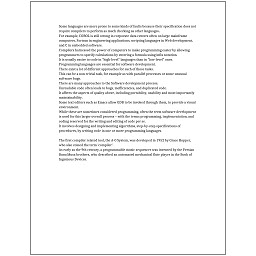 Some languages are more prone to some kinds of faults because their specification does not
require compilers to perform as much checking as other languages.
For example, COBOL is still strong in corporate data centers often on large mainframe
computers, Fortran in engineering applications, scripting languages in Web development,
and C in embedded software.
Compilers harnessed the power of computers to make programming easier by allowing
programmers to specify calculations by entering a formula using infix notation.
It is usually easier to code in "high-level" languages than in "low-level" ones.
Programming languages are essential for software development.
There exist a lot of different approaches for each of those tasks.
This can be a non-trivial task, for example as with parallel processes or some unusual
software bugs.
There are many approaches to the Software development process.
Unreadable code often leads to bugs, inefficiencies, and duplicated code.
It affects the aspects of quality above, including portability, usability and most importantly
maintainability.
Some text editors such as Emacs allow GDB to be invoked through them, to provide a visual
environment.
While these are sometimes considered programming, often the term software development
is used for this larger overall process – with the terms programming, implementation, and
coding reserved for the writing and editing of code per se.
It involves designing and implementing algorithms, step-by-step specifications of
procedures, by writing code in one or more programming languages.
The first compiler related tool, the A-0 System, was developed in 1952 by Grace Hopper,
who also coined the term 'compiler'.
As early as the 9th century, a programmable music sequencer was invented by the Persian
Banu Musa brothers, who described an automated mechanical flute player in the Book of
Ingenious Devices.